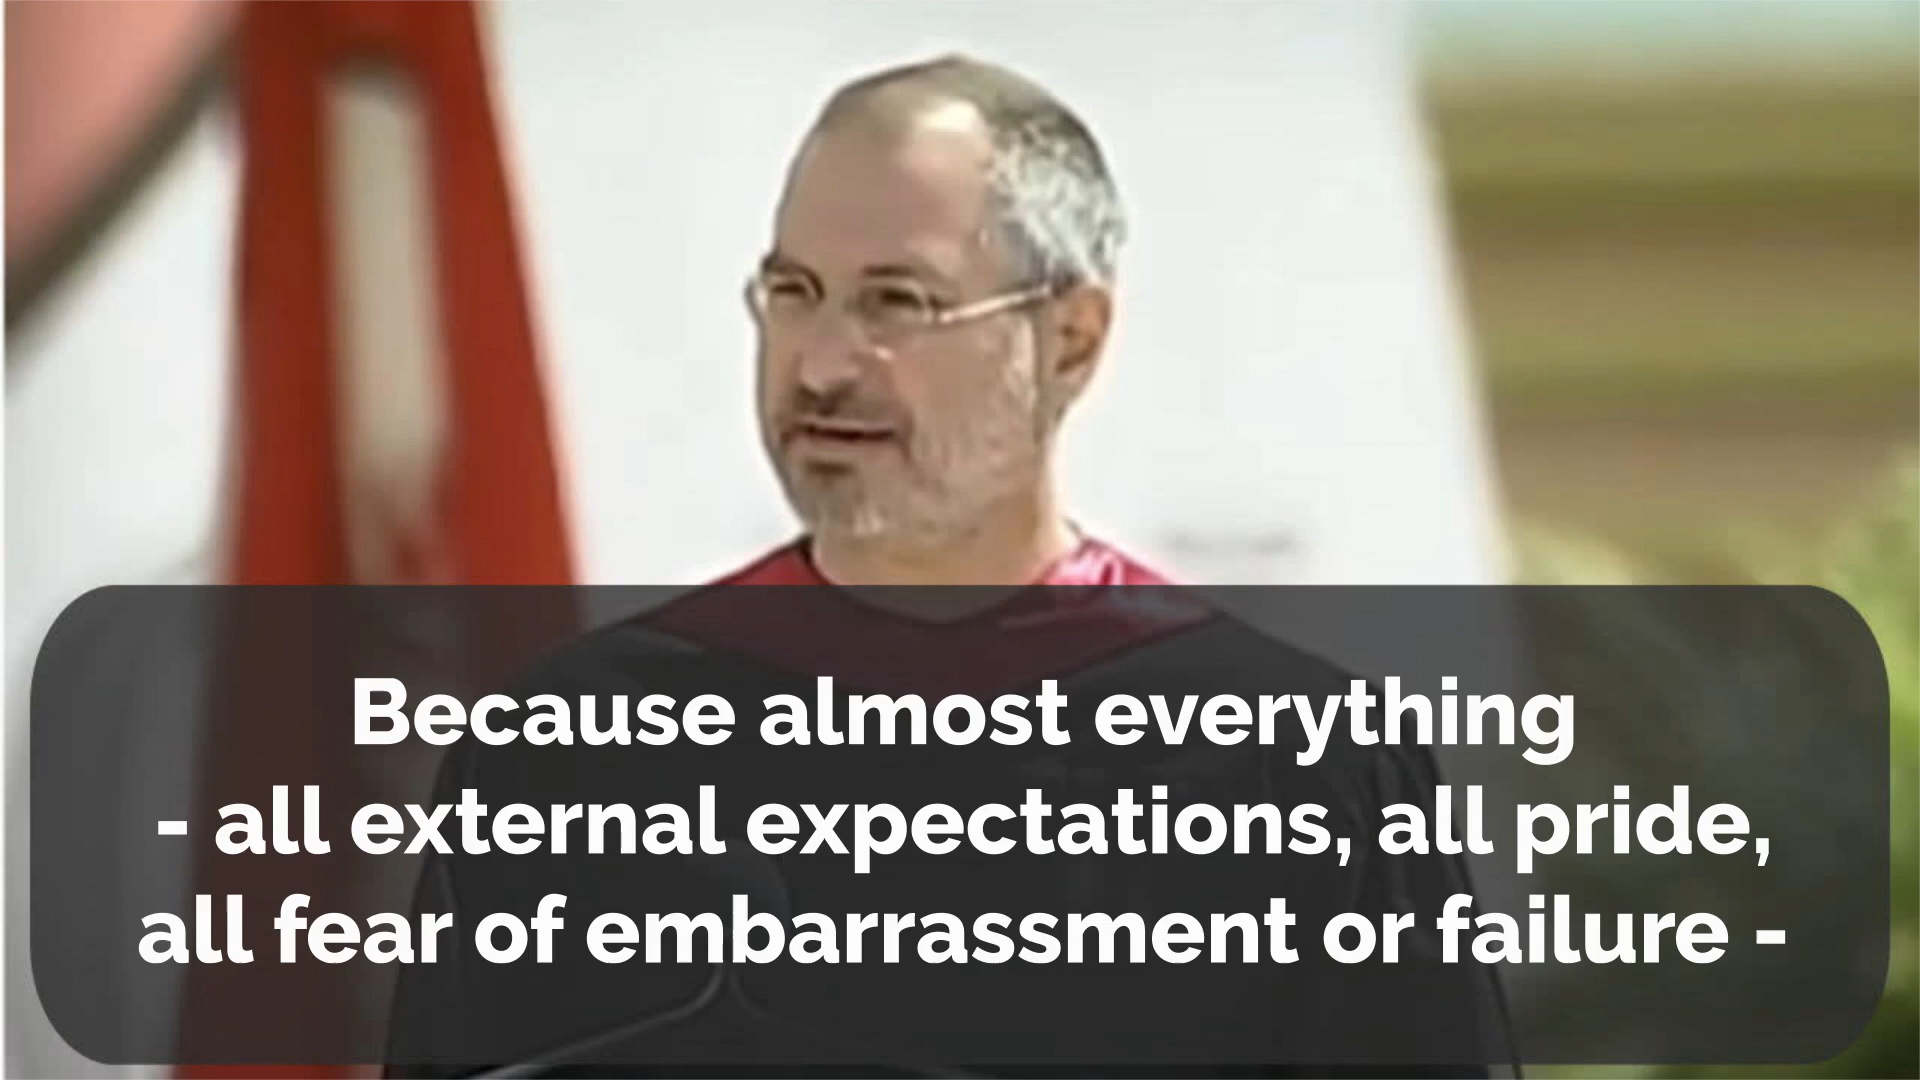 Because almost everything
- all external expectations, all pride,
all fear of embarrassment or failure -